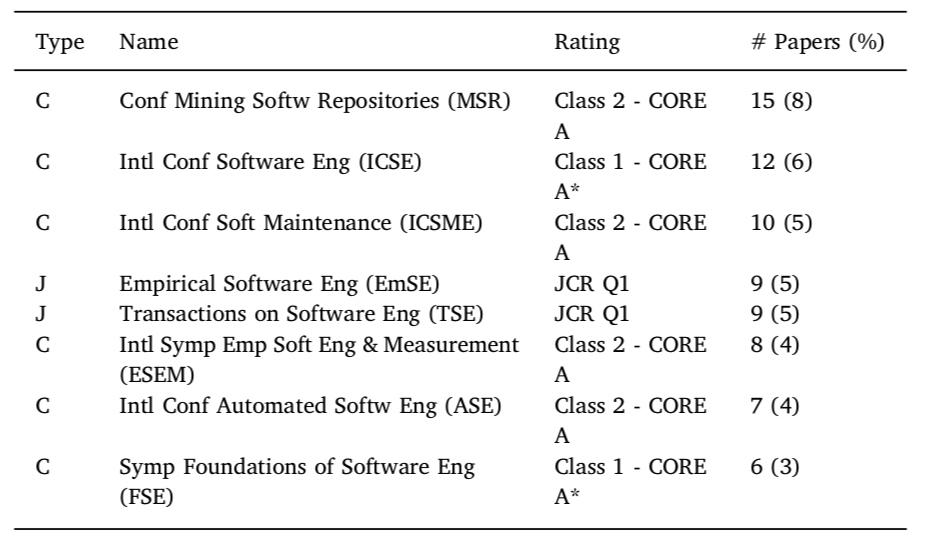 Type Name Rating # Papers (%)
C Conf Mining Softw Repositories (MSR) Class 2 - CORE 15 (8)
A
C Intl Conf Software Eng (ICSE) Class 1 - CORE 12 (6)
A*
C Intl Conf Soft Maintenance (ICSME) Class 2 - CORE 10 (5)
A
J Empirical Software Eng (EmSE) JCR Q1 9 (5)
J Transactions on Software Eng (TSE) JCR Q1 9 (5)
C Intl Symp Emp Soft Eng & Measurement Class 2 - CORE 8 (4)
(ESEM) A
C Intl Conf Automated Softw Eng (ASE) Class 2 - CORE 7 (4)
A
C Symp Foundations of Software Eng Class 1 - CORE 6 (3)
(FSE) A*